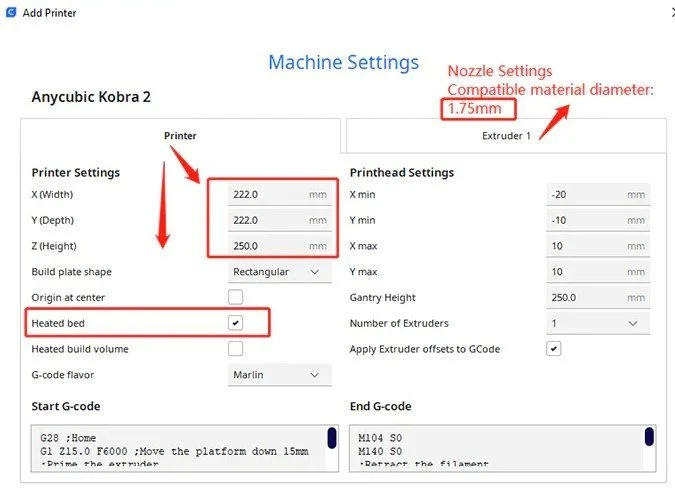 Add Printer
Machine Settings
Nozzle Settings
Compatible material diameter:
1.75mm
Anycubic Kobra 2
Printer
Extruder 1
Printer Settings
X (Width) 222.0 mm
Y (Depth) 222.0 mm
Z (Height) 250.0 mm
Build plate shape Rectangular
Origin at center
Heated bed
Heated build volume
G-code flavor Marlin
Printhead Settings
X min -20 mm
Y min -10 mm
X max 10 mm
Y max 10 mm
Gantry Height 250.0 mm
Number of Extruders 1
Apply Extruder offsets to GCode
Start G-code
G28 ;Home
G1 Z15.0 F6000 ;Move the platform down 15mm
;Prime the extruder
End G-code
M104 S0
M140 S0
;Retract the filament